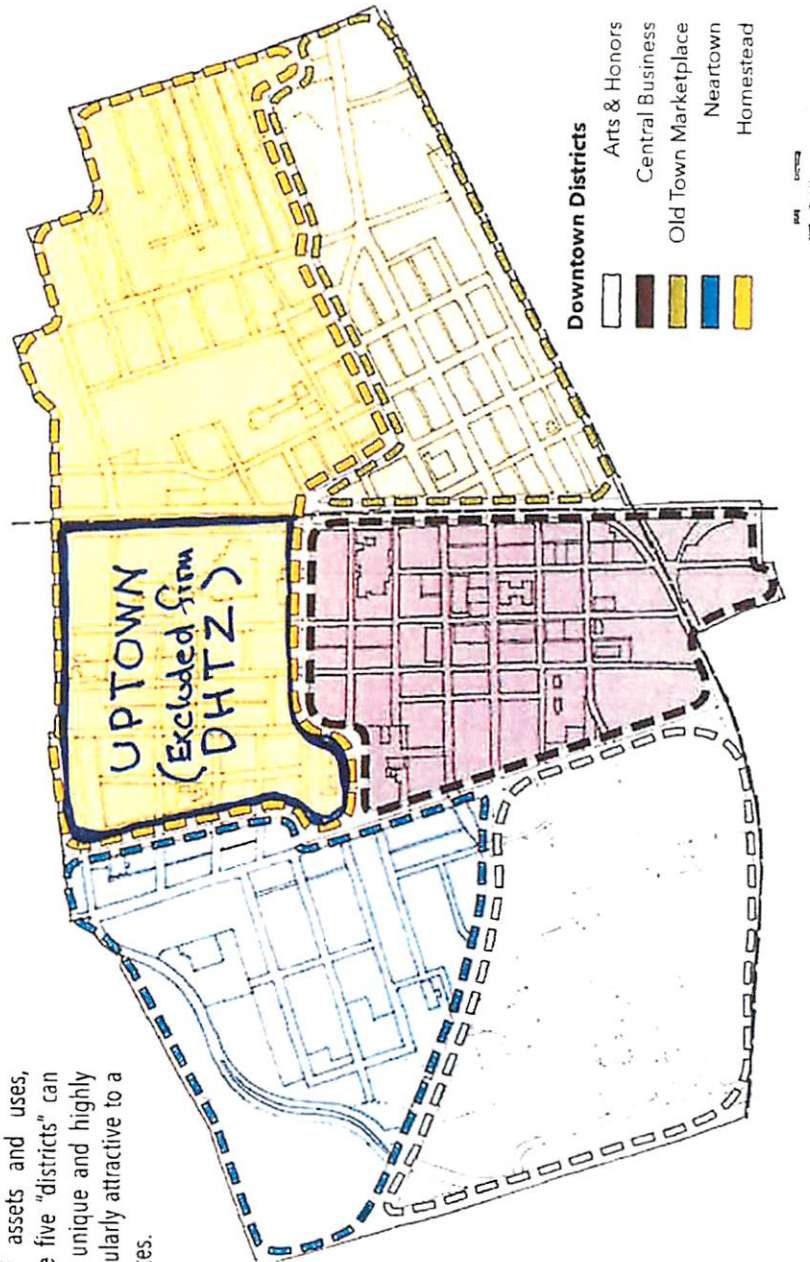 assets and uses,
e five "districts" can
unique and highly
ularly attractive to a
UPTOWN
(Excluded from
DHTZ)
Downtown Districts
Arts & Honors
Central Business
Old Town Marketplace
Neartown
Homestead